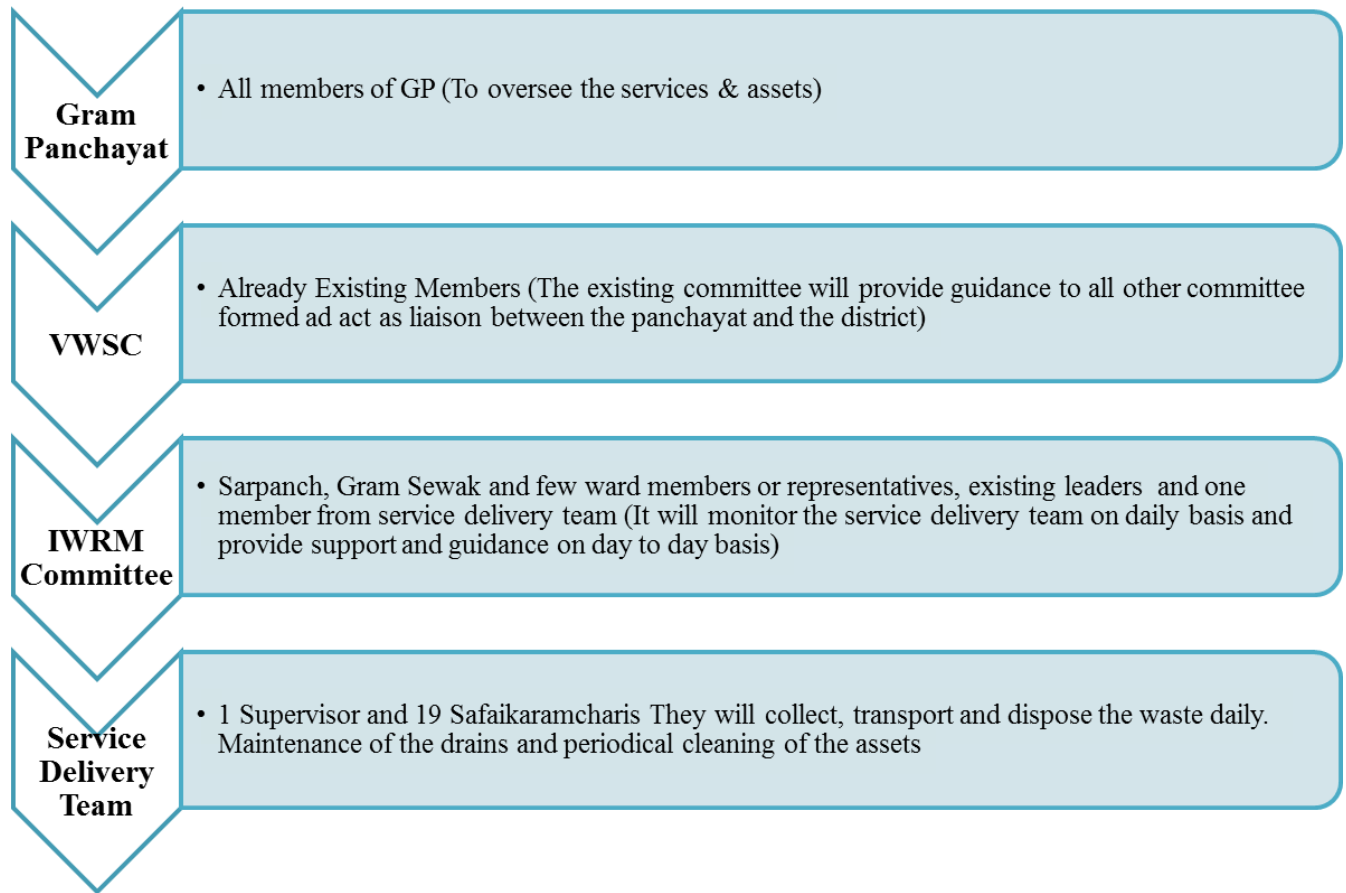 Gram
Panchayat
• All members of GP (To oversee the services & assets)
VWSC
• Already Existing Members (The existing committee will provide guidance to all other committee
formed ad act as liaison between the panchayat and the district)
IWRM
Committee
• Sarpanch, Gram Sewak and few ward members or representatives, existing leaders and one
member from service delivery team (It will monitor the service delivery team on daily basis and
provide support and guidance on day to day basis)
Service
Delivery
Team
• 1 Supervisor and 19 Safaikaramcharis They will collect, transport and dispose the waste daily.
Maintenance of the drains and periodical cleaning of the assets